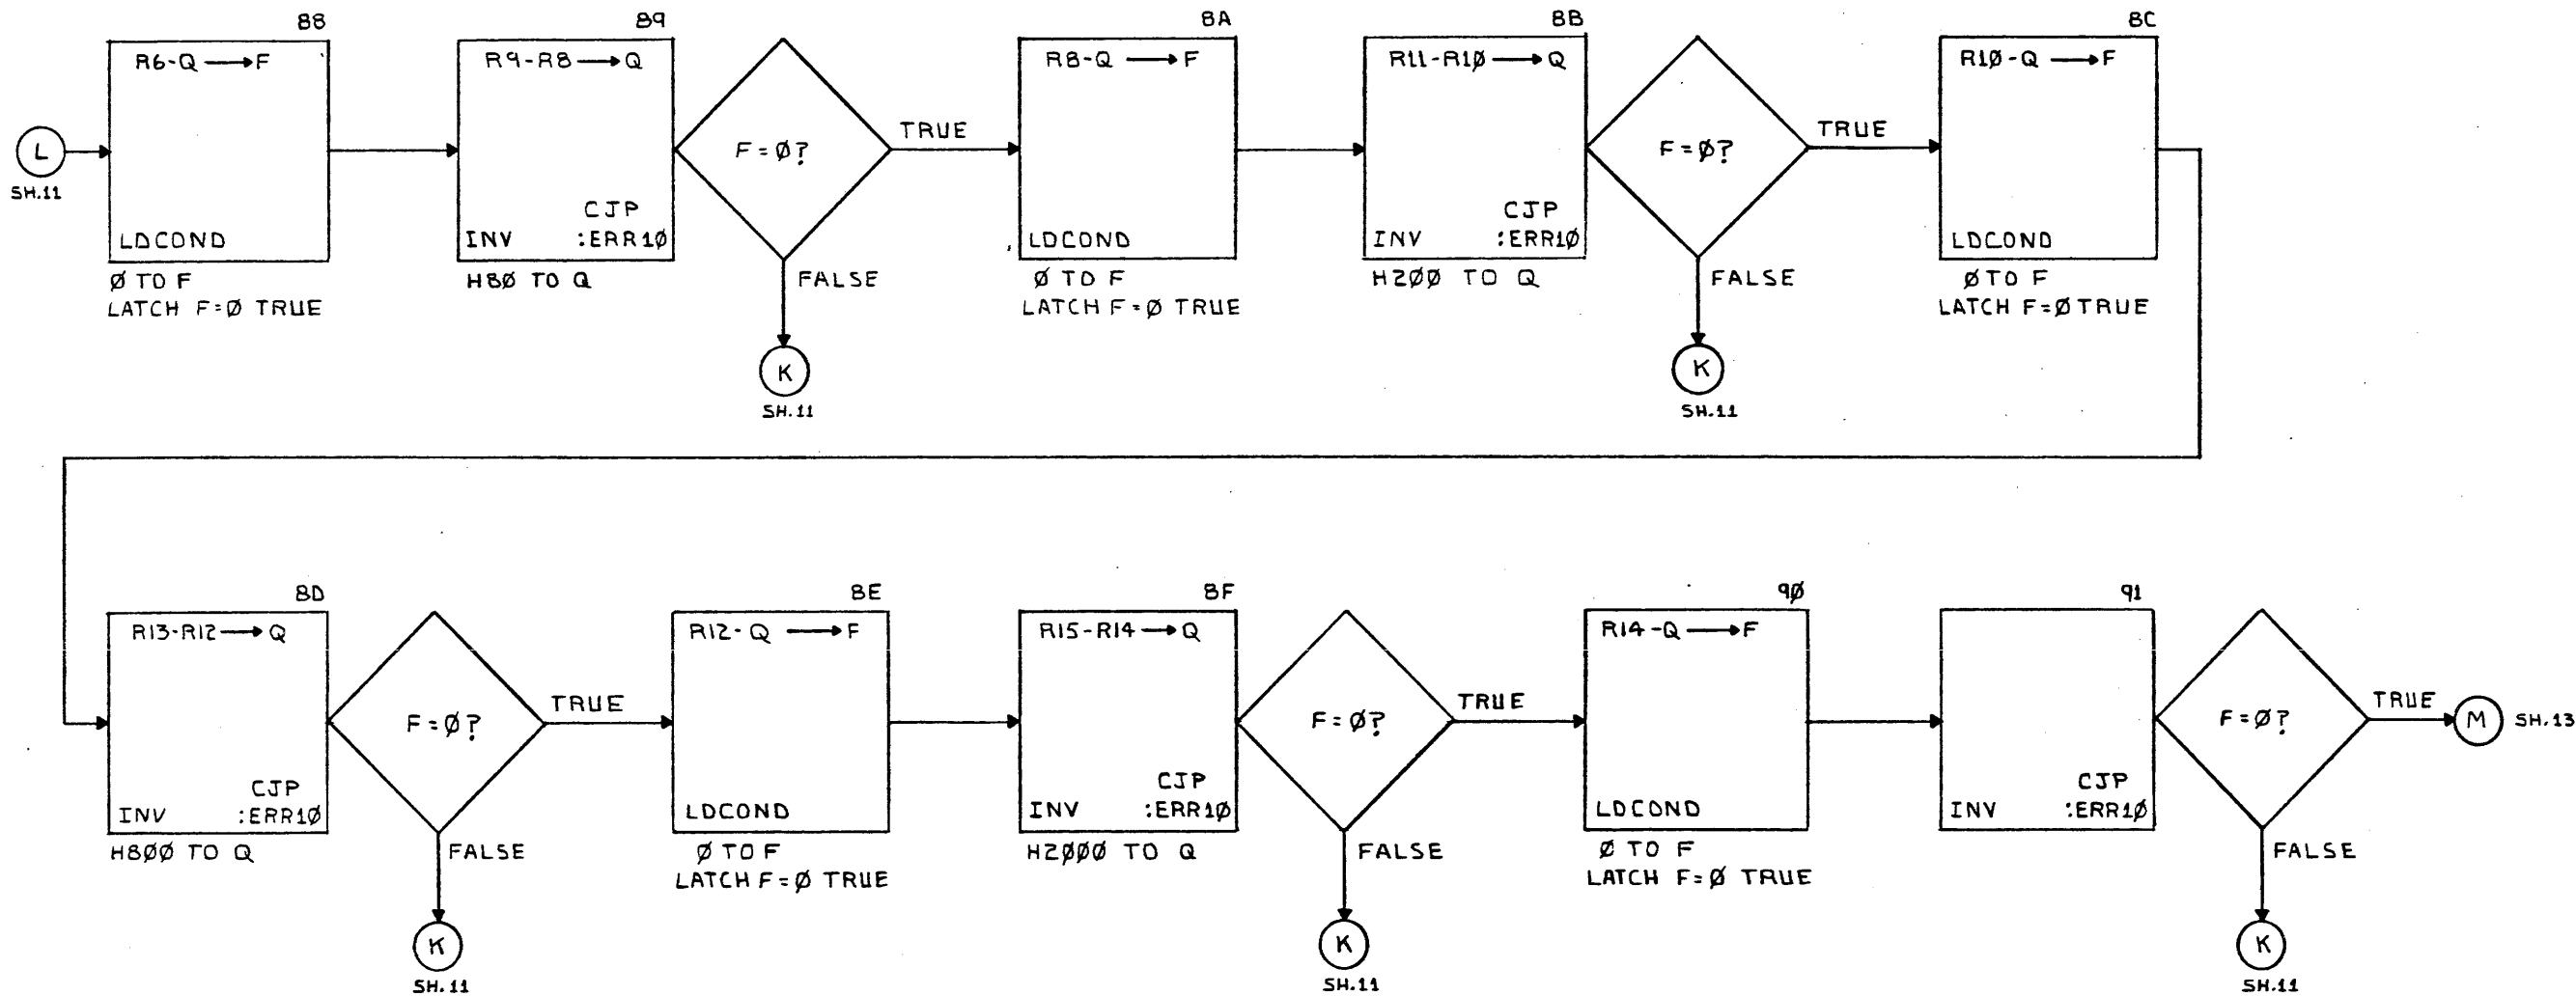 88
R6-Q → F
LDCOND
Ø TO F
LATCH F=Ø TRUE
L
SH.11
89
R9-R8 → Q
CJP
INV :ERR1Ø
H8Ø TO Q
F=Ø?
TRUE
FALSE
K
SH.11
8A
R8-Q → F
LDCOND
Ø TO F
LATCH F=Ø TRUE
8B
R11-R1Ø → Q
CJP
INV :ERR1Ø
H2ØØ TO Q
F=Ø?
TRUE
FALSE
K
SH.11
8C
R1Ø-Q → F
LDCOND
Ø TO F
LATCH F=Ø TRUE
8D
R13-R12 → Q
CJP
INV :ERR1Ø
H8ØØ TO Q
F=Ø?
TRUE
FALSE
K
SH.11
8E
R12-Q → F
LDCOND
Ø TO F
LATCH F=Ø TRUE
8F
R15-R14 → Q
CJP
INV :ERR1Ø
H2ØØØ TO Q
F=Ø?
TRUE
FALSE
K
SH.11
9Ø
R14-Q → F
LDCOND
Ø TO F
LATCH F=Ø TRUE
91
CJP
INV :ERR1Ø
F=Ø?
TRUE
M
SH.13
FALSE
K
SH.11